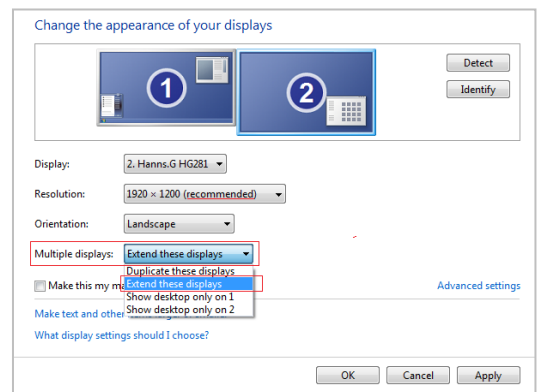 Change the appearance of your displays
1
2
Detect
Identify
Display: 2. Hanns.G HG281
Resolution: 1920 × 1200 (recommended)
Orientation: Landscape
Multiple displays: Extend these displays
Duplicate these displays
Make this my Extend these displays Advanced settings
Show desktop only on 1
Make text and other Show desktop only on 2
What display settings should I choose?
OK Cancel Apply